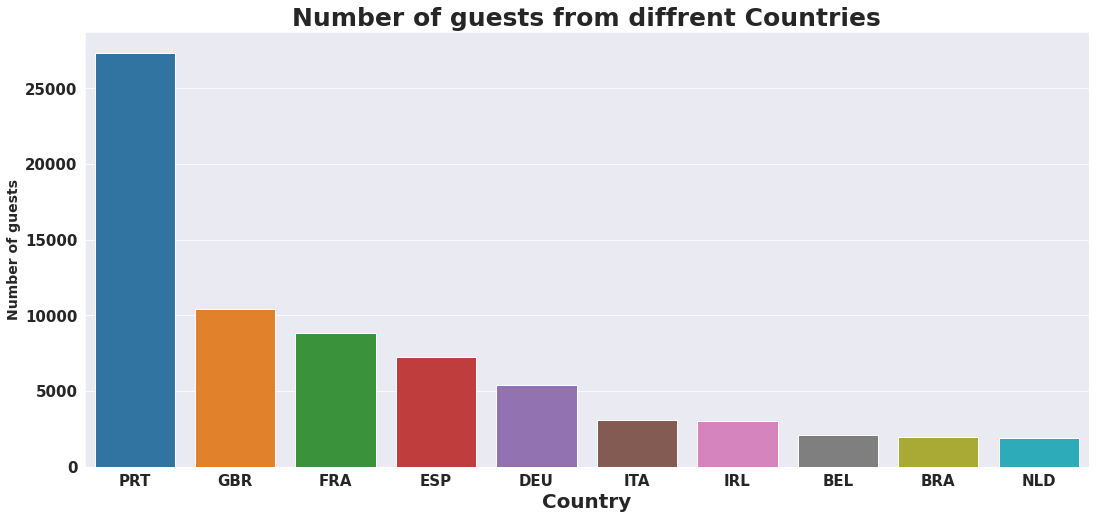 Number of guests from diffrent Countries
Number of guests
25000
20000
15000
10000
5000
0
PRT GBR FRA ESP DEU ITA IRL BEL BRA NLD
Country